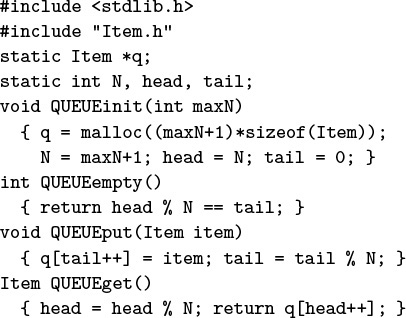 #include <stdlib.h>
#include "Item.h"
static Item *q;
static int N, head, tail;
void QUEUEinit(int maxN)
{ q = malloc((maxN+1)*sizeof(Item));
N = maxN+1; head = N; tail = 0; }
int QUEUEempty()
{ return head % N == tail; }
void QUEUEput(Item item)
{ q[tail++] = item; tail = tail % N; }
Item QUEUEget()
{ head = head % N; return q[head++]; }